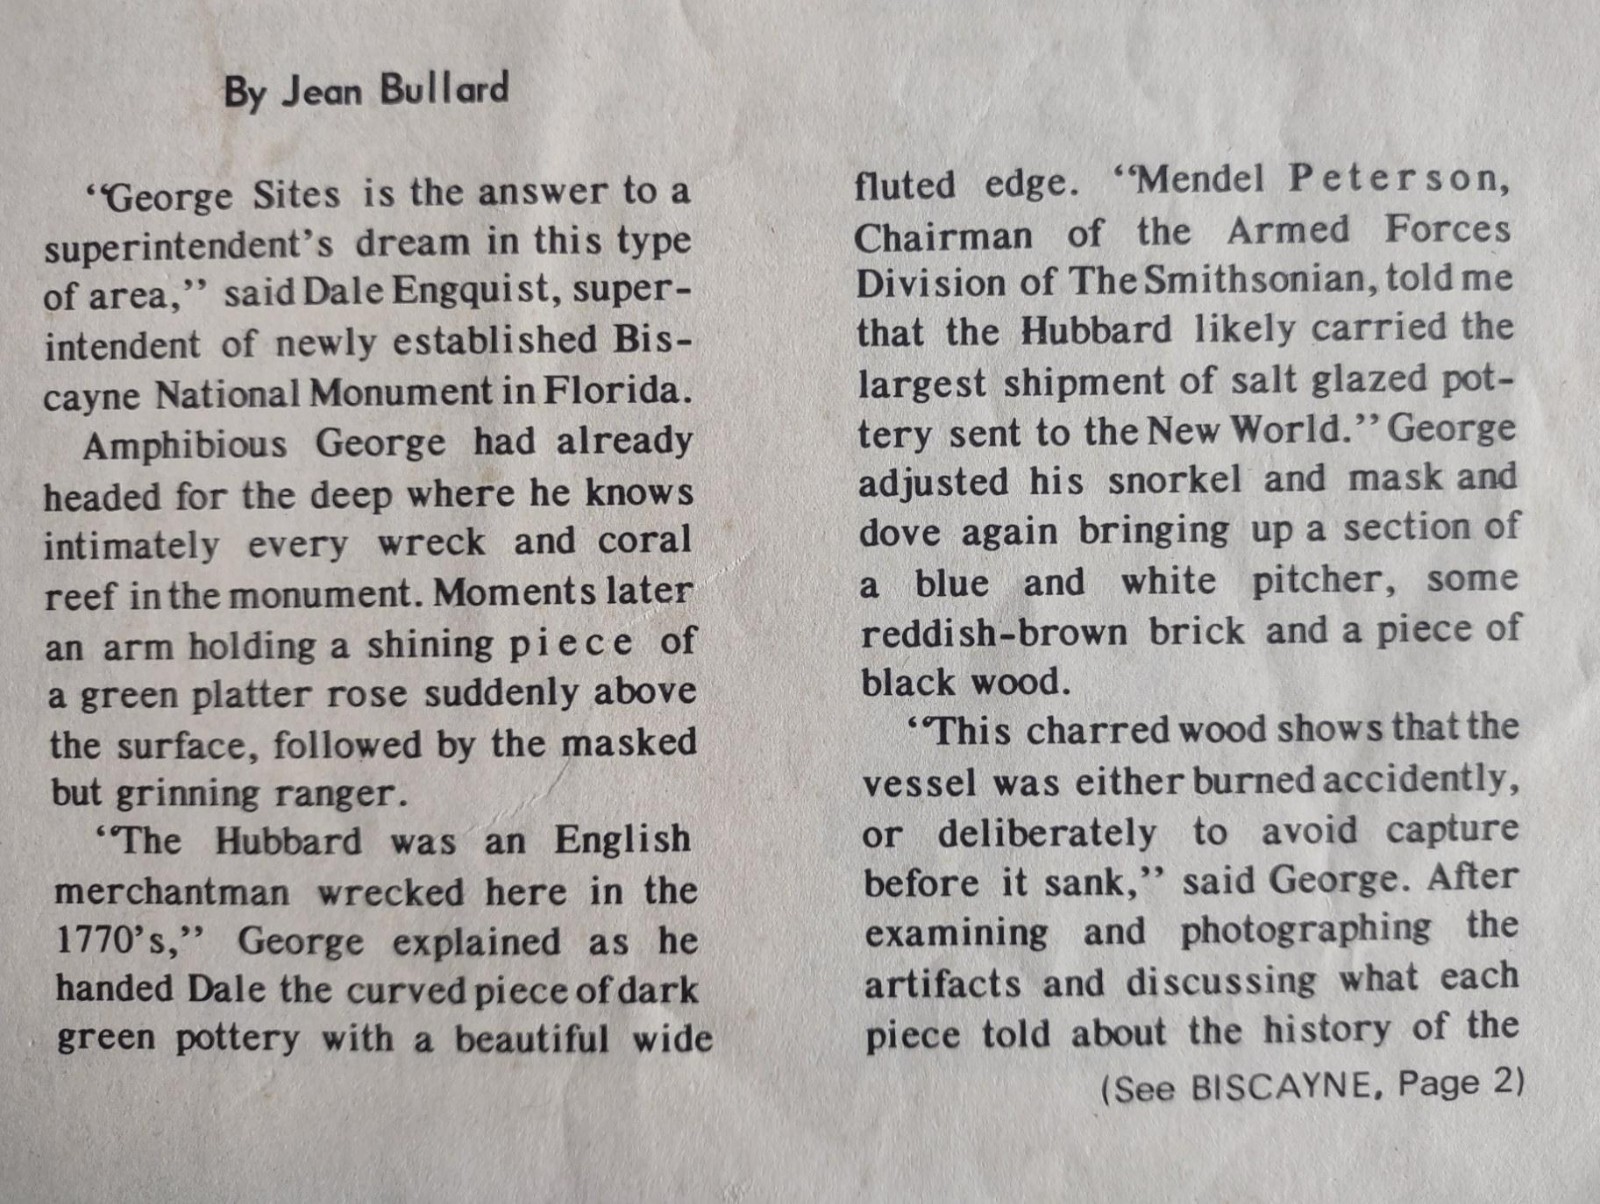 By Jean Bullard
“George Sites is the answer to a
superintendent's dream in this type
of area,” said Dale Engquist, super-
intendent of newly established Bis-
cayne National Monument in Florida.
Amphibious George had already
headed for the deep where he knows
intimately every wreck and coral
reef in the monument. Moments later
an arm holding a shining piece of
a green platter rose suddenly above
the surface, followed by the masked
but grinning ranger.
“The Hubbard was an English
merchantman wrecked here in the
1770's,” George explained as he
handed Dale the curved piece of dark
green pottery with a beautiful wide
fluted edge. “Mendel Peterson,
Chairman of the Armed Forces
Division of The Smithsonian, told me
that the Hubbard likely carried the
largest shipment of salt glazed pot-
tery sent to the New World.” George
adjusted his snorkel and mask and
dove again bringing up a section of
a blue and white pitcher, some
reddish-brown brick and a piece of
black wood.
“This charred wood shows that the
vessel was either burned accidently,
or deliberately to avoid capture
before it sank,” said George. After
examining and photographing the
artifacts and discussing what each
piece told about the history of the
(See BISCAYNE, Page 2)